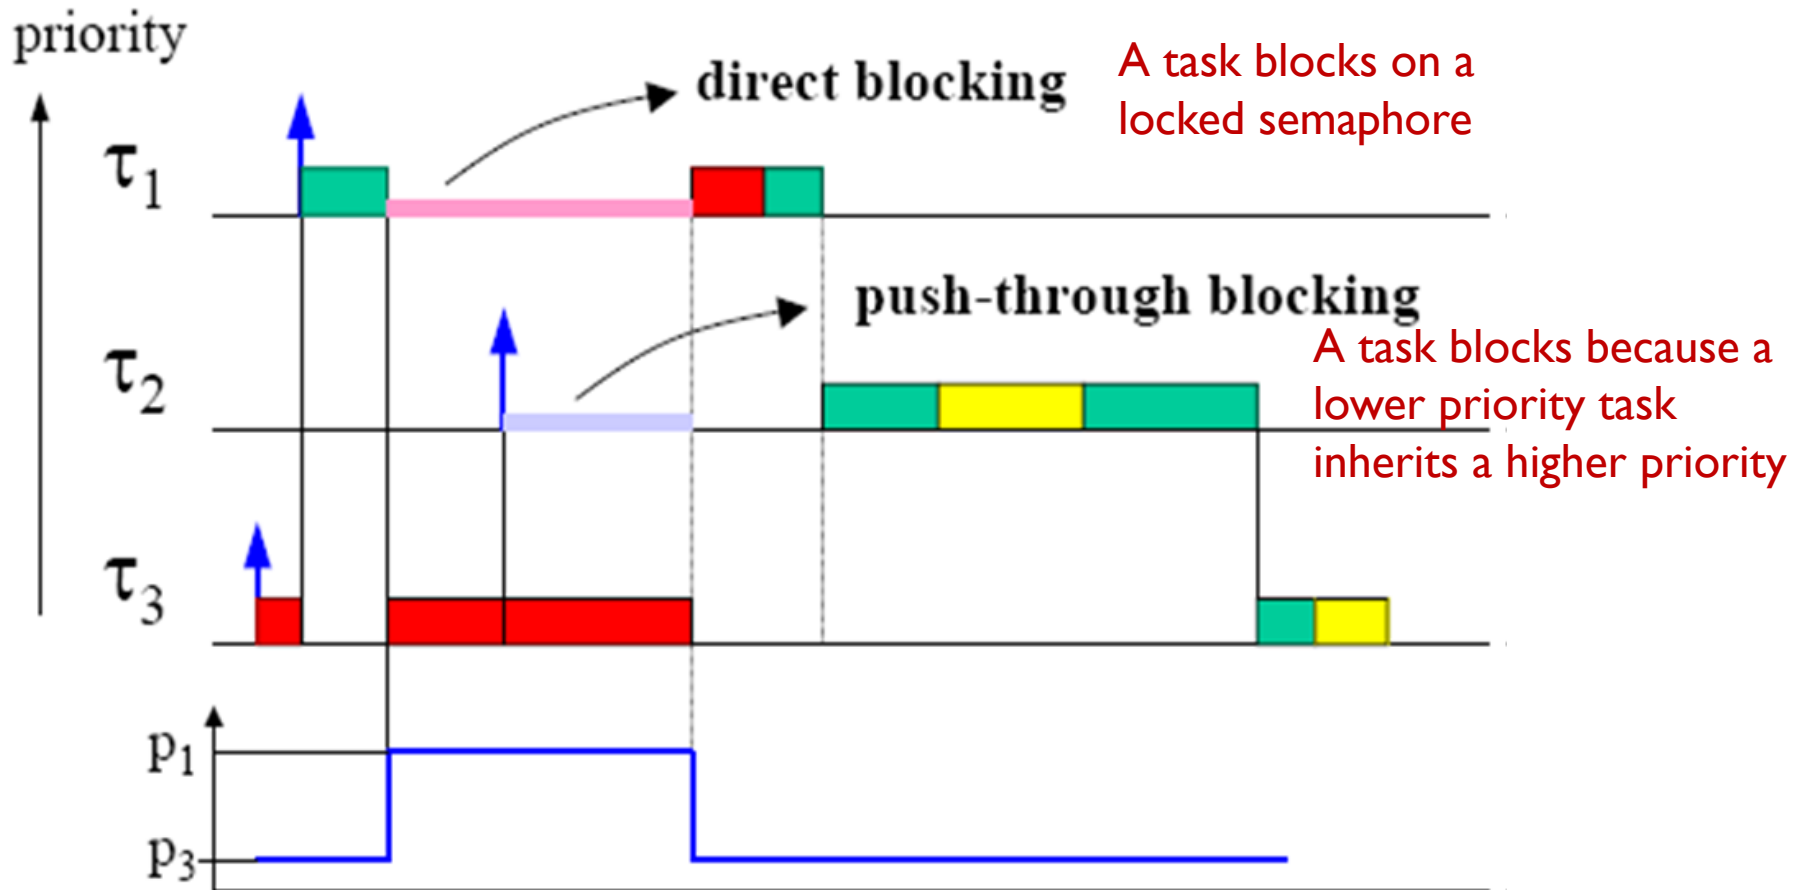 priority
direct blocking
A task blocks on a
locked semaphore
τ1
push-through blocking
A task blocks because a
lower priority task
inherits a higher priority
τ2
τ3
p1
p3